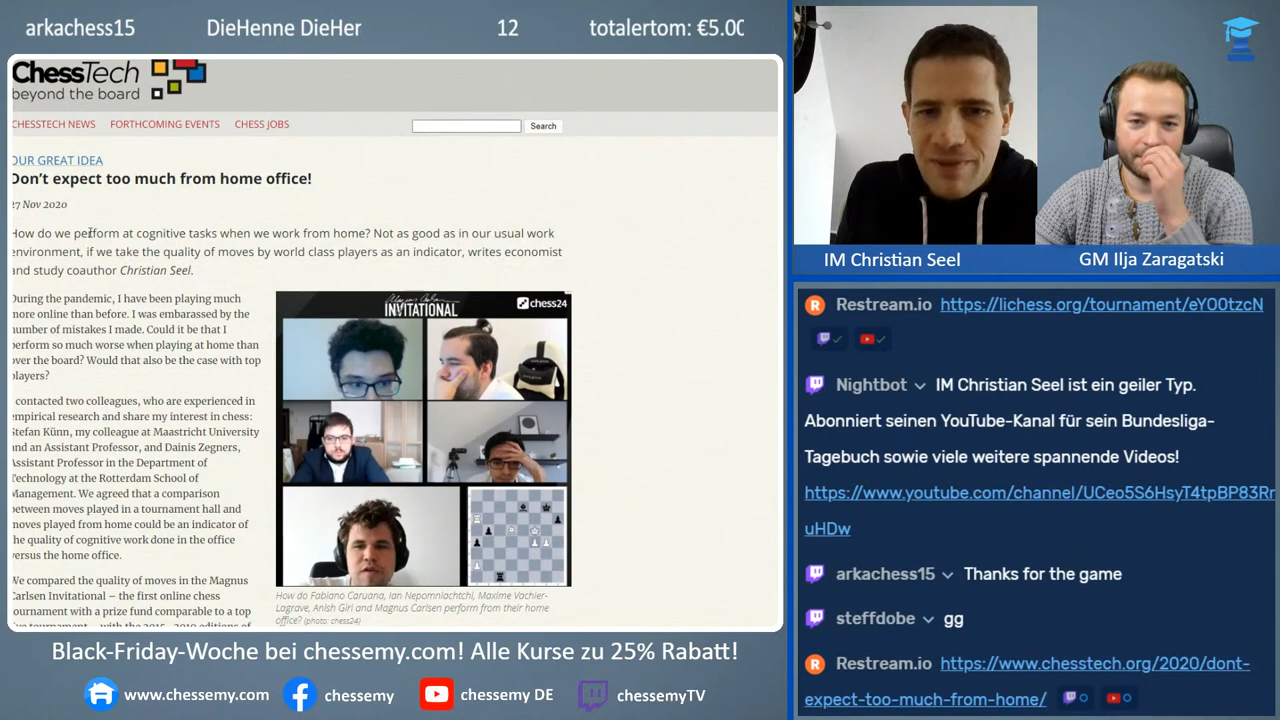 arkachess15 DieHenne DieHer 12 totalertom: €5.00
ChessTech
beyond the board
CHESSTECH NEWS FORTHCOMING EVENTS CHESS JOBS Search
OUR GREAT IDEA
Don't expect too much from home office!
27 Nov 2020
How do we perform at cognitive tasks when we work from home? Not as good as in our usual work
environment, if we take the quality of moves by world class players as an indicator, writes economist
and study coauthor Christian Seel.
During the pandemic, I have been playing much
more online than before. I was embarassed by the
number of mistakes I made. Could it be that I
perform so much worse when playing at home than
over the board? Would that also be the case with top
players?
I contacted two colleagues, who are experienced in
empirical research and share my interest in chess:
Stefan Künn, my colleague at Maastricht University
and an Assistant Professor, and Dainis Zegners,
Assistant Professor in the Department of
Technology at the Rotterdam School of
Management. We agreed that a comparison
between moves played in a tournament hall and
moves played from home could be an indicator of
the quality of cognitive work done in the office
versus the home office.
We compared the quality of moves in the Magnus
Carlsen Invitational – the first online chess
tournament with a prize fund comparable to a top
live tournament – with the 2015–2019 editions of
INVITATIONAL
chess24
How do Fabiano Caruana, Ian Nepomniachtchi, Maxime Vachier-
Lagrave, Anish Giri and Magnus Carlsen perform from their home
office? (photo: chess24)
IM Christian Seel
GM Ilja Zaragatski
Restream.io https://lichess.org/tournament/eY0OtzcN
Nightbot IM Christian Seel ist ein geiler Typ.
Abonniert seinen YouTube-Kanal für sein Bundesliga-
Tagebuch sowie viele weitere spannende Videos!
https://www.youtube.com/channel/UCeo5S6HsyT4tpBP83Rr
uHDw
arkachess15 Thanks for the game
steffdobe gg
Restream.io https://www.chesstech.org/2020/dont-
expect-too-much-from-home/
Black-Friday-Woche bei chessemy.com! Alle Kurse zu 25% Rabatt!
www.chessemy.com chessemy chessemy DE chessemyTV